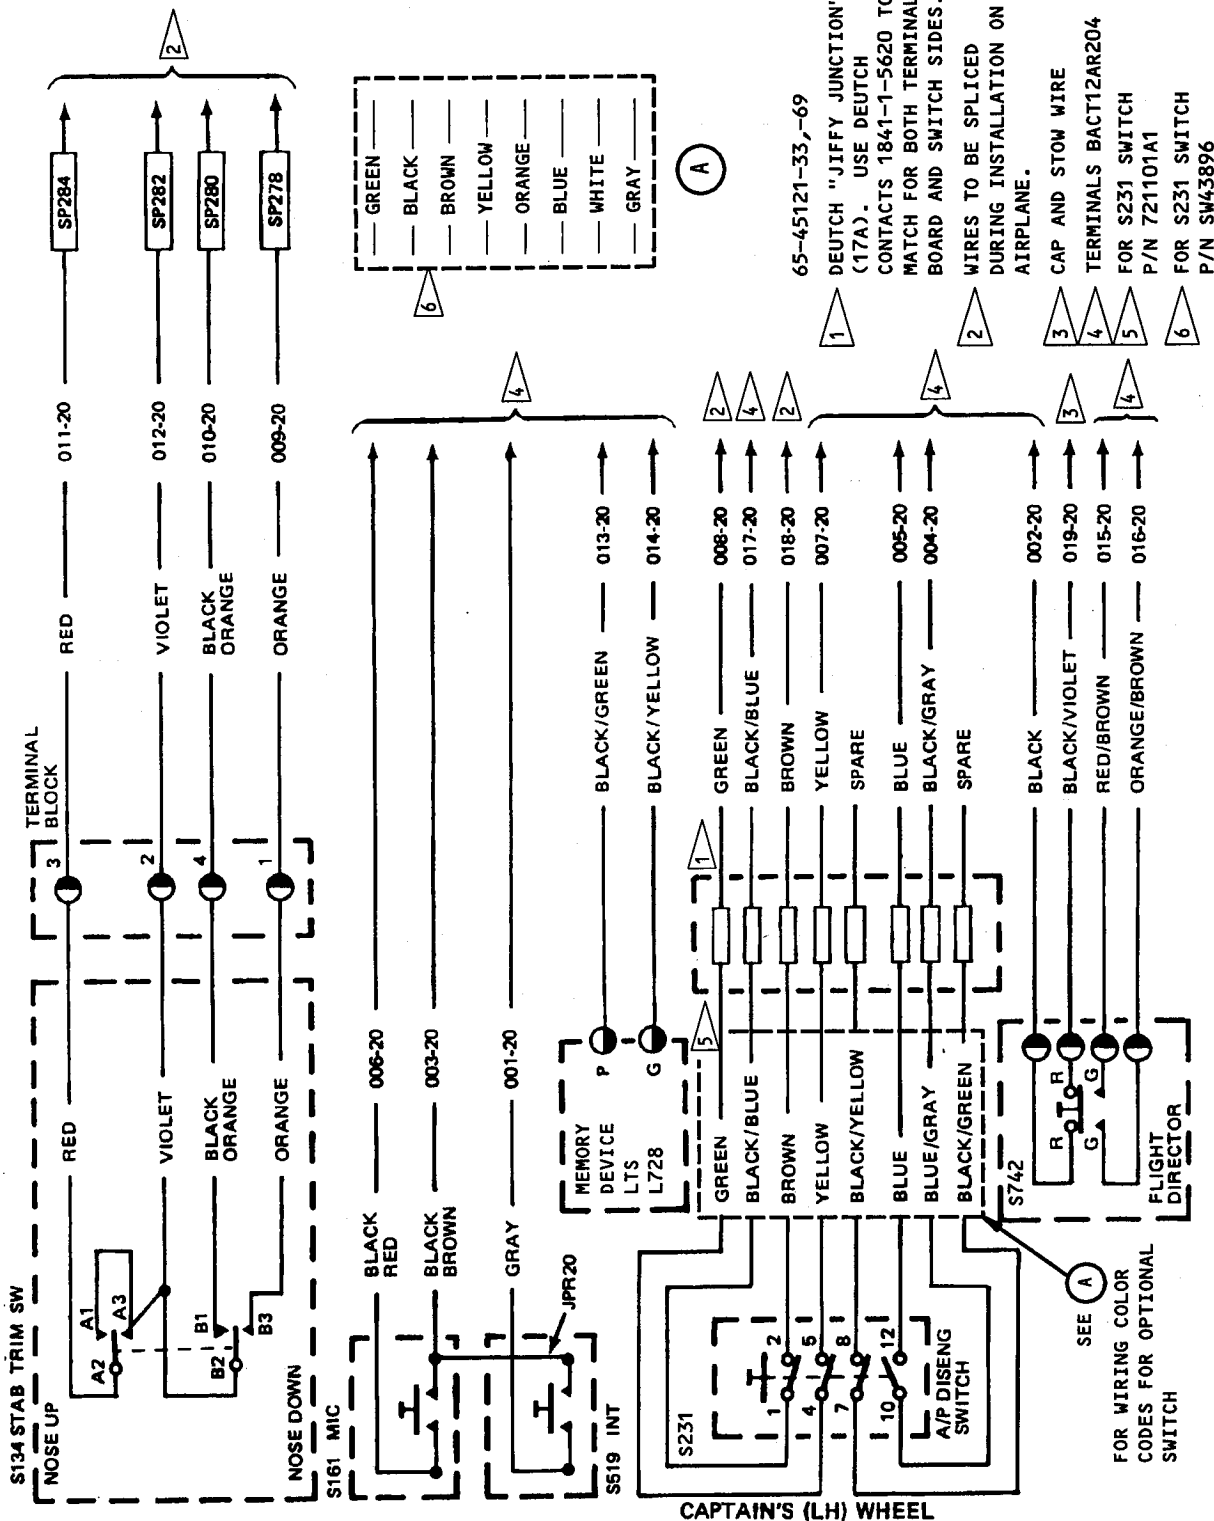 S134 STAB TRIM SW
NOSE UP
NOSE DOWN
A1
A2
A3
B1
B2
B3
RED
VIOLET
BLACK
ORANGE
ORANGE
TERMINAL
BLOCK
3
2
4
1
RED
VIOLET
BLACK
ORANGE
ORANGE
011-20
012-20
010-20
009-20
SP284
SP282
SP280
SP278
2
S161 MIC
S519 INT
JPR20
BLACK
RED
BLACK
BROWN
GRAY
006-20
003-20
001-20
MEMORY
DEVICE
LTS
L728
P
G
BLACK/GREEN
BLACK/YELLOW
013-20
014-20
4
GREEN
BLACK
BROWN
YELLOW
ORANGE
BLUE
WHITE
GRAY
6
A
CAPTAIN'S (LH) WHEEL
S231
1
2
4
5
7
8
10
12
A/P DISENG
SWITCH
GREEN
BLACK/BLUE
BROWN
YELLOW
BLACK/YELLOW
BLUE
BLUE/GRAY
BLACK/GREEN
5
1
GREEN
BLACK/BLUE
BROWN
YELLOW
SPARE
BLUE
BLACK/GRAY
SPARE
008-20
017-20
018-20
007-20
005-20
004-20
2
4
2
4
S742
R
R
G
G
FLIGHT
DIRECTOR
BLACK
BLACK/VIOLET
RED/BROWN
ORANGE/BROWN
002-20
019-20
015-20
016-20
3
4
SEE A
FOR WIRING COLOR
CODES FOR OPTIONAL
SWITCH
65-45121-33,-69
1 DEUTCH "JIFFY JUNCTION"
(17A). USE DEUTCH
CONTACTS 1841-1-5620 TO
MATCH FOR BOTH TERMINAL
BOARD AND SWITCH SIDES.
2 WIRES TO BE SPLICED
DURING INSTALLATION ON
AIRPLANE.
3 CAP AND STOW WIRE
4 TERMINALS BACT12AR204
5 FOR S231 SWITCH
P/N 721101A1
6 FOR S231 SWITCH
P/N SW43896